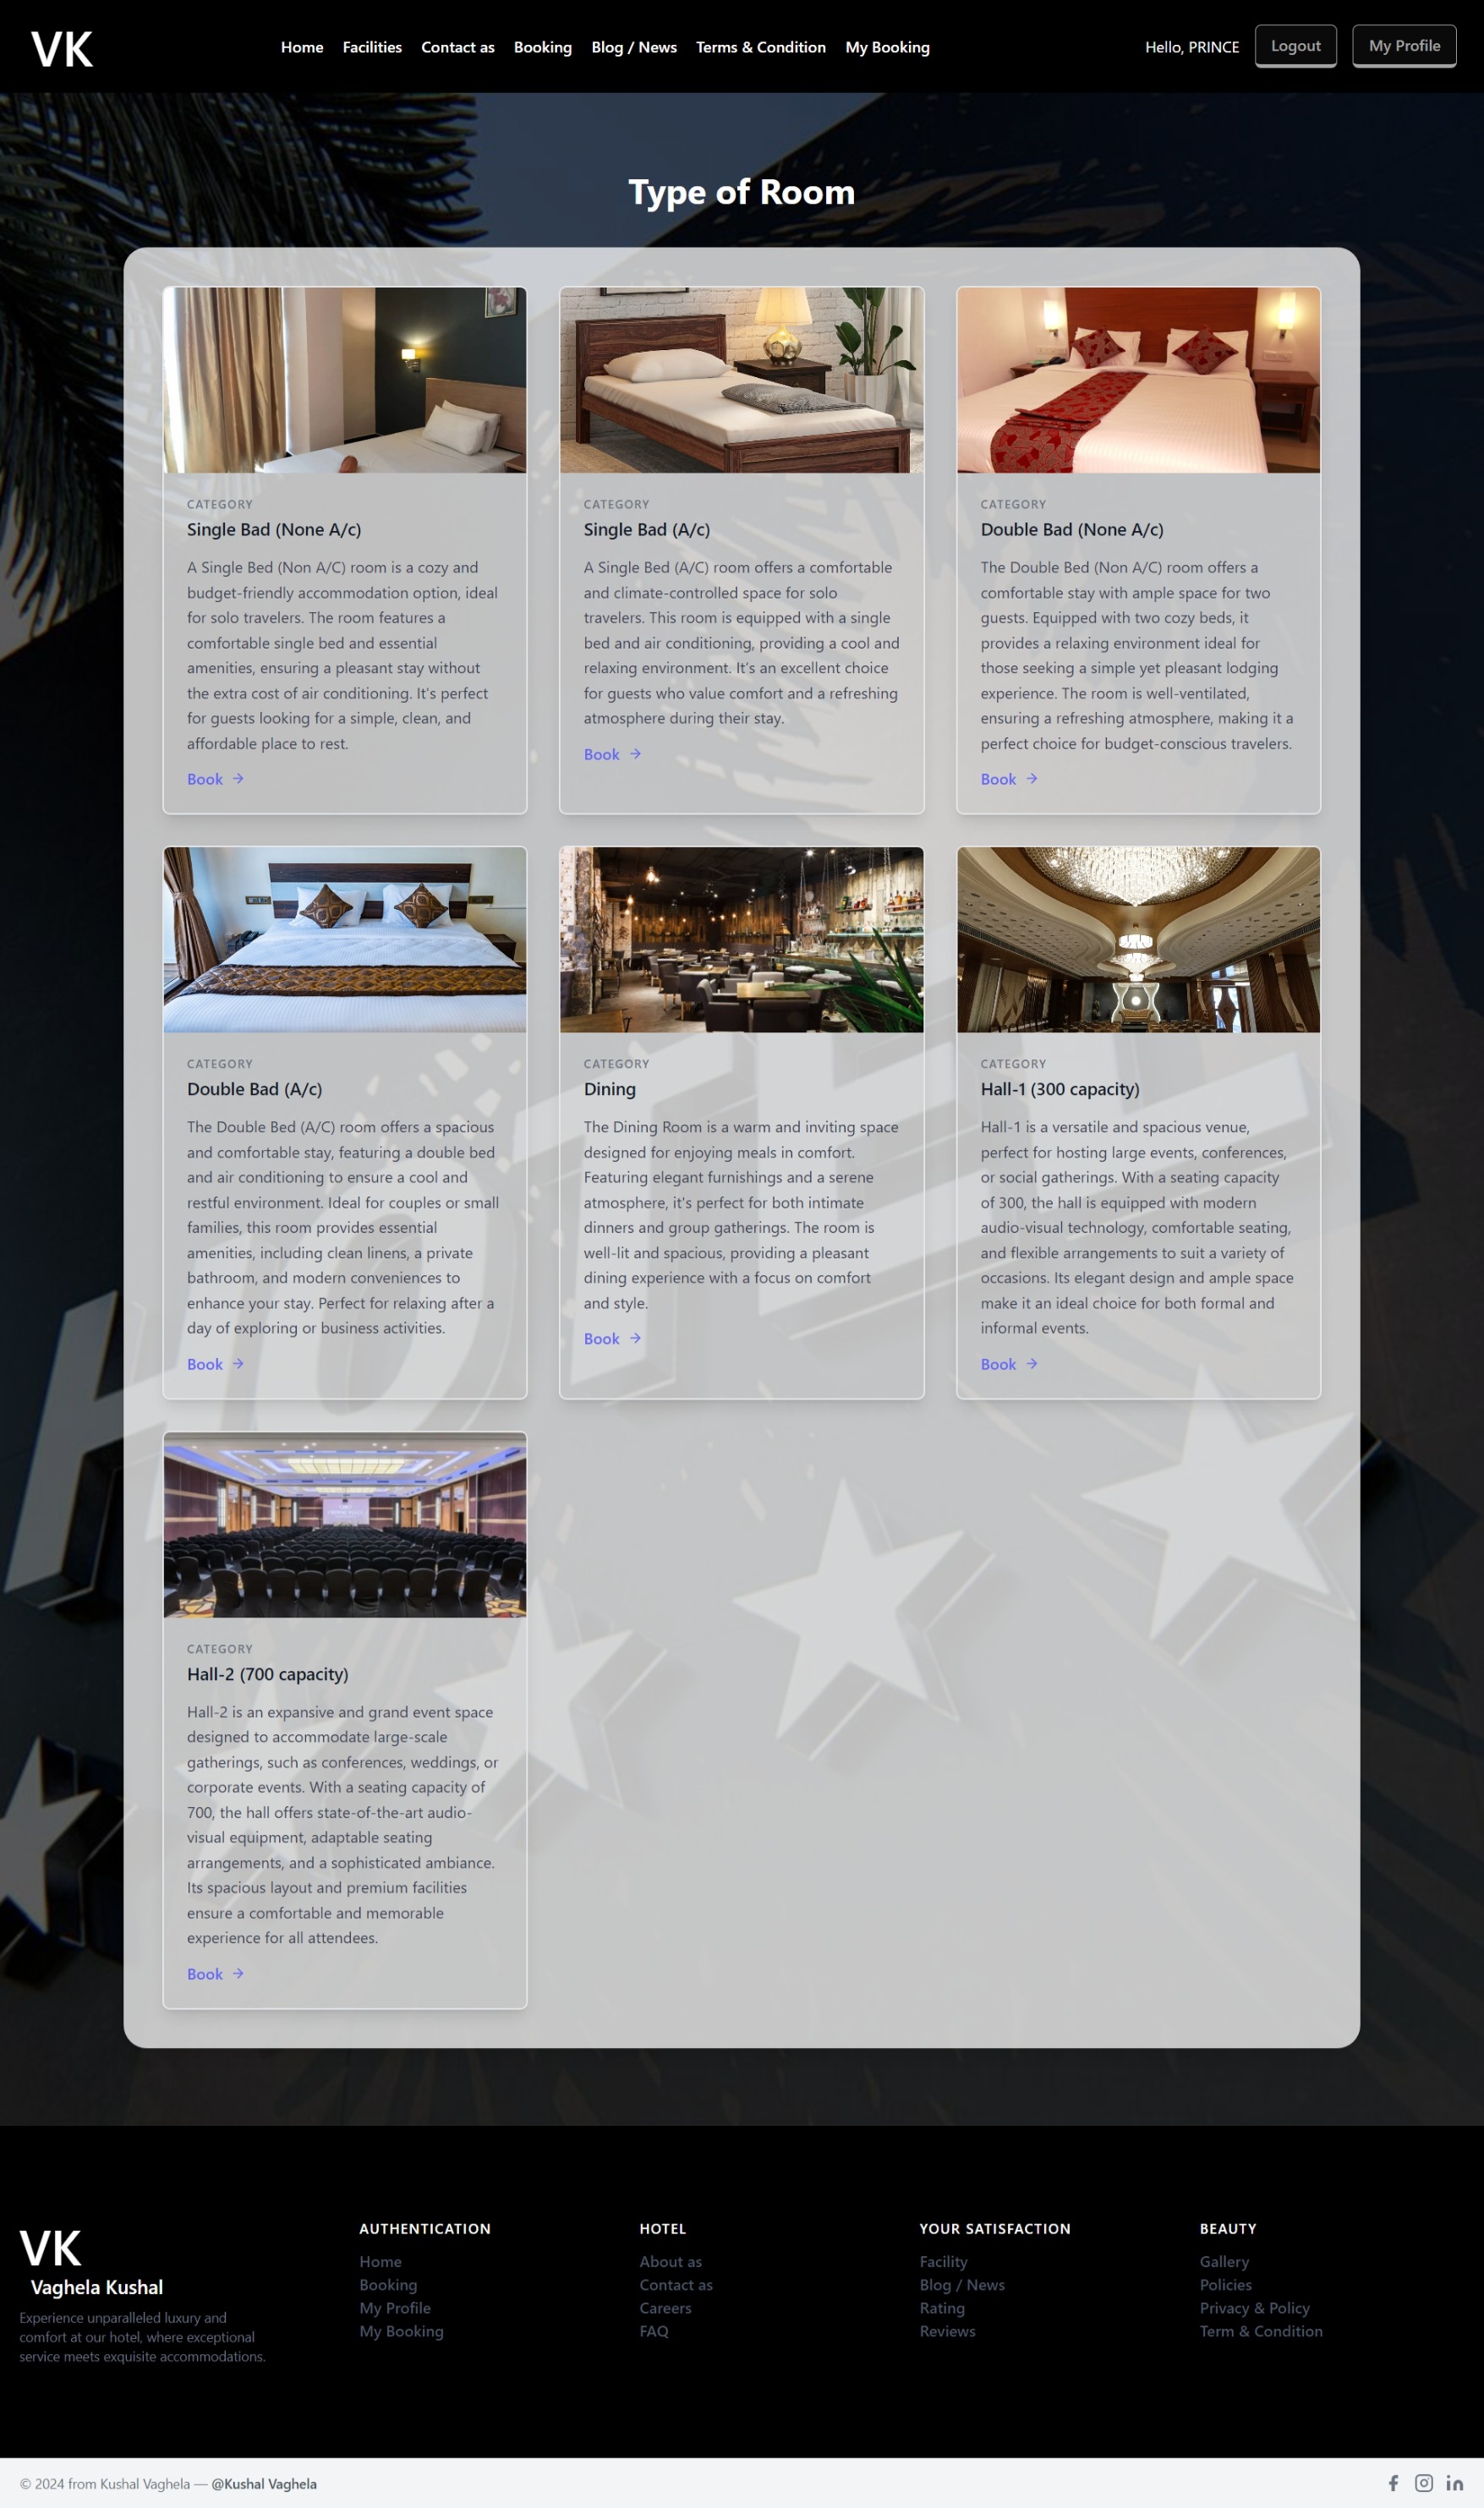 VK
Home Facilities Contact as Booking Blog / News Terms & Condition My Booking
Hello, PRINCE Logout My Profile
Type of Room
CATEGORY
Single Bad (None A/c)
A Single Bed (Non A/C) room is a cozy and
budget-friendly accommodation option, ideal
for solo travelers. The room features a
comfortable single bed and essential
amenities, ensuring a pleasant stay without
the extra cost of air conditioning. It's perfect
for guests looking for a simple, clean, and
affordable place to rest.
Book
CATEGORY
Single Bad (A/c)
A Single Bed (A/C) room offers a comfortable
and climate-controlled space for solo
travelers. This room is equipped with a single
bed and air conditioning, providing a cool and
relaxing environment. It's an excellent choice
for guests who value comfort and a refreshing
atmosphere during their stay.
Book
CATEGORY
Double Bad (None A/c)
The Double Bed (Non A/C) room offers a
comfortable stay with ample space for two
guests. Equipped with two cozy beds, it
provides a relaxing environment ideal for
those seeking a simple yet pleasant lodging
experience. The room is well-ventilated,
ensuring a refreshing atmosphere, making it a
perfect choice for budget-conscious travelers.
Book
CATEGORY
Double Bad (A/c)
The Double Bed (A/C) room offers a spacious
and comfortable stay, featuring a double bed
and air conditioning to ensure a cool and
restful environment. Ideal for couples or small
families, this room provides essential
amenities, including clean linens, a private
bathroom, and modern conveniences to
enhance your stay. Perfect for relaxing after a
day of exploring or business activities.
Book
CATEGORY
Dining
The Dining Room is a warm and inviting space
designed for enjoying meals in comfort.
Featuring elegant furnishings and a serene
atmosphere, it's perfect for both intimate
dinners and group gatherings. The room is
well-lit and spacious, providing a pleasant
dining experience with a focus on comfort
and style.
Book
CATEGORY
Hall-1 (300 capacity)
Hall-1 is a versatile and spacious venue,
perfect for hosting large events, conferences,
or social gatherings. With a seating capacity
of 300, the hall is equipped with modern
audio-visual technology, comfortable seating,
and flexible arrangements to suit a variety of
occasions. Its elegant design and ample space
make it an ideal choice for both formal and
informal events.
Book
HOTEL
CATEGORY
Hall-2 (700 capacity)
Hall-2 is an expansive and grand event space
designed to accommodate large-scale
gatherings, such as conferences, weddings, or
corporate events. With a seating capacity of
700, the hall offers state-of-the-art audio-
visual equipment, adaptable seating
arrangements, and a sophisticated ambiance.
Its spacious layout and premium facilities
ensure a comfortable and memorable
experience for all attendees.
Book
VK
Vaghela Kushal
Experience unparalleled luxury and
comfort at our hotel, where exceptional
service meets exquisite accommodations.
AUTHENTICATION
Home
Booking
My Profile
My Booking
HOTEL
About as
Contact as
Careers
FAQ
YOUR SATISFACTION
Facility
Blog / News
Rating
Reviews
BEAUTY
Gallery
Policies
Privacy & Policy
Term & Condition
© 2024 from Kushal Vaghela — @Kushal Vaghela